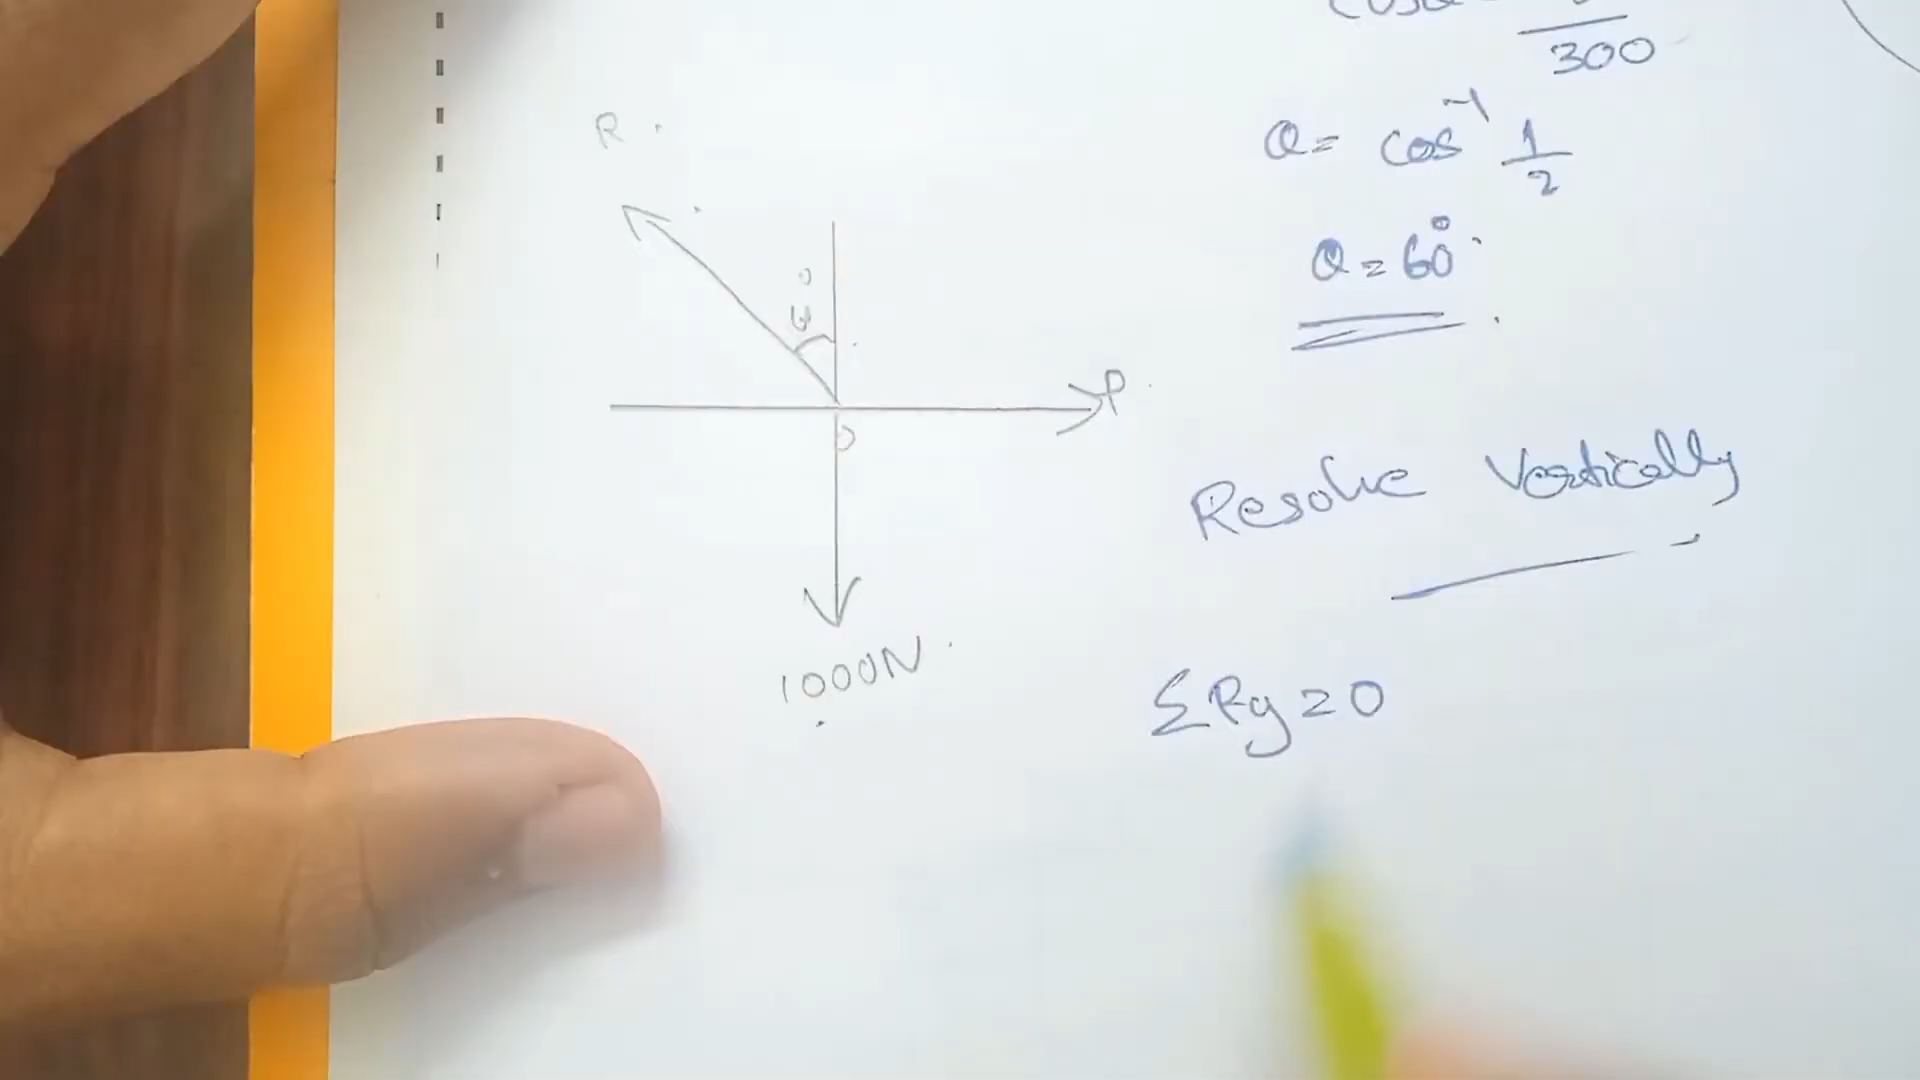 300
R
θ = cos⁻¹ 1/2
θ = 60°
P
O
Resolve Vertically
1000N
ΣFy = 0